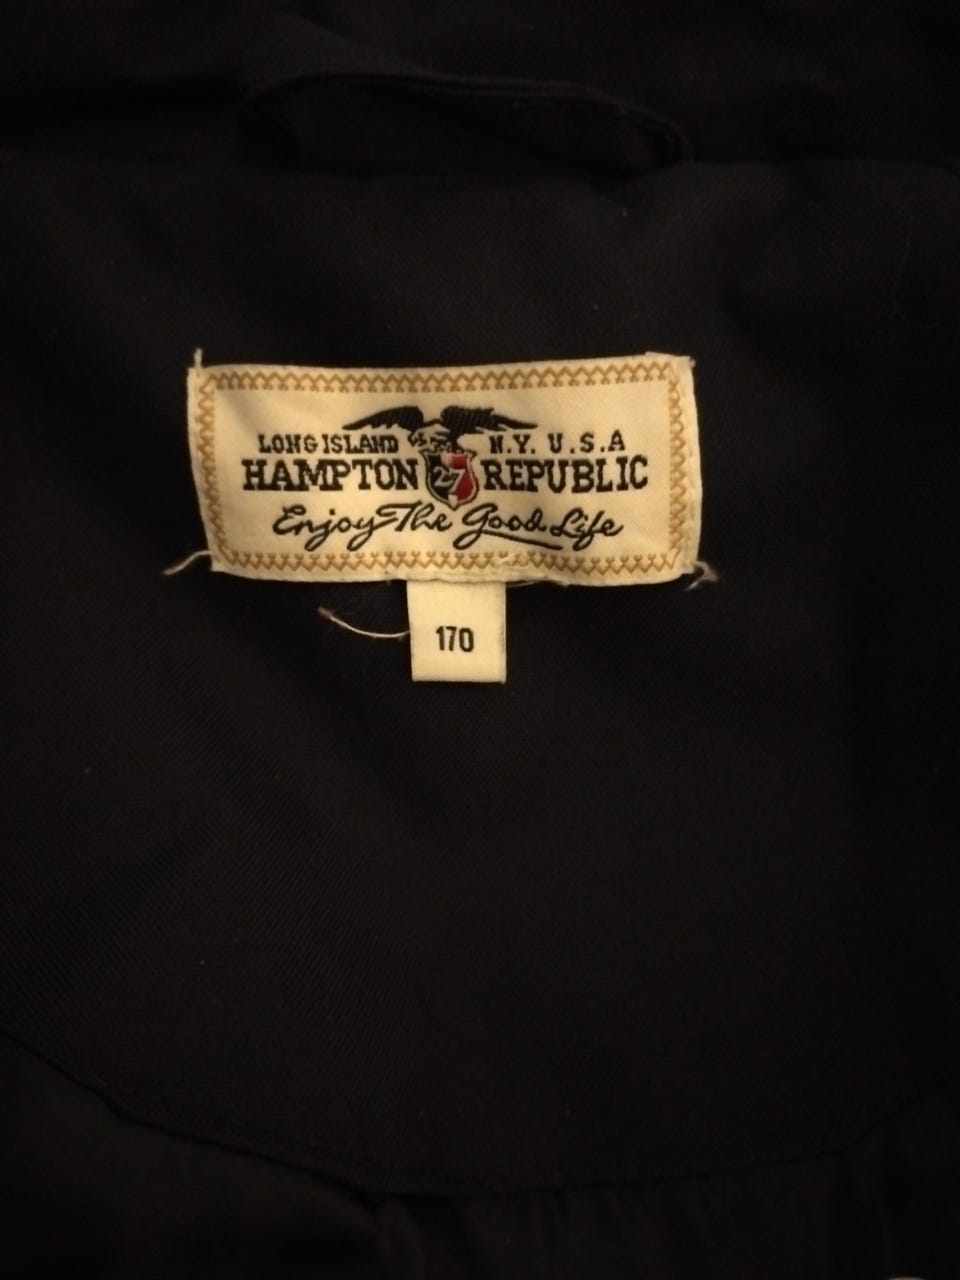 LONG ISLAND N.Y. U.S.A
HAMPTON 27 REPUBLIC
Enjoy The Good Life
170